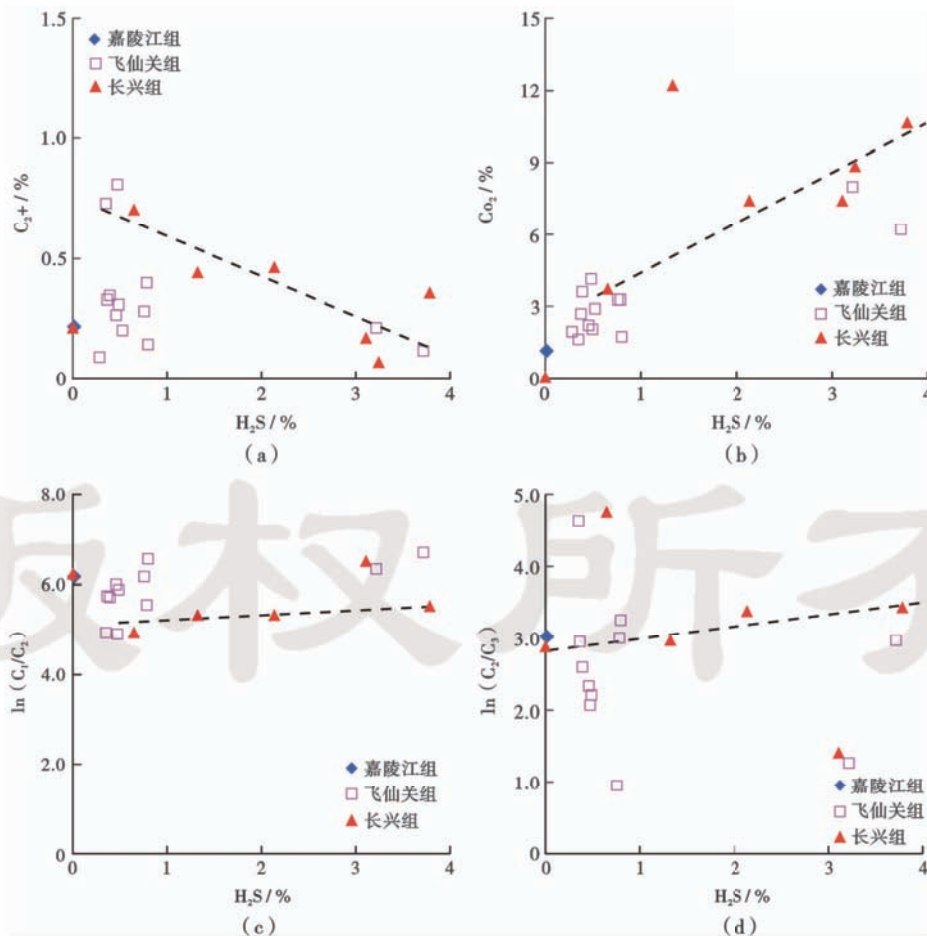 1.5
1.0
0.5
0
C₂+ / %
嘉陵江组
飞仙关组
长兴组
0 1 2 3 4
H₂S / %
(a)
15
12
9
6
3
0
Co₂ / %
嘉陵江组
飞仙关组
长兴组
0 1 2 3 4
H₂S / %
(b)
8.0
6.0
4.0
2.0
0
ln (C₁/C₂)
嘉陵江组
飞仙关组
长兴组
0 1 2 3 4
H₂S / %
(c)
5.0
4.0
3.0
2.0
1.0
0
ln (C₂/C₃)
嘉陵江组
飞仙关组
长兴组
0 1 2 3 4
H₂S / %
(d)
版权所